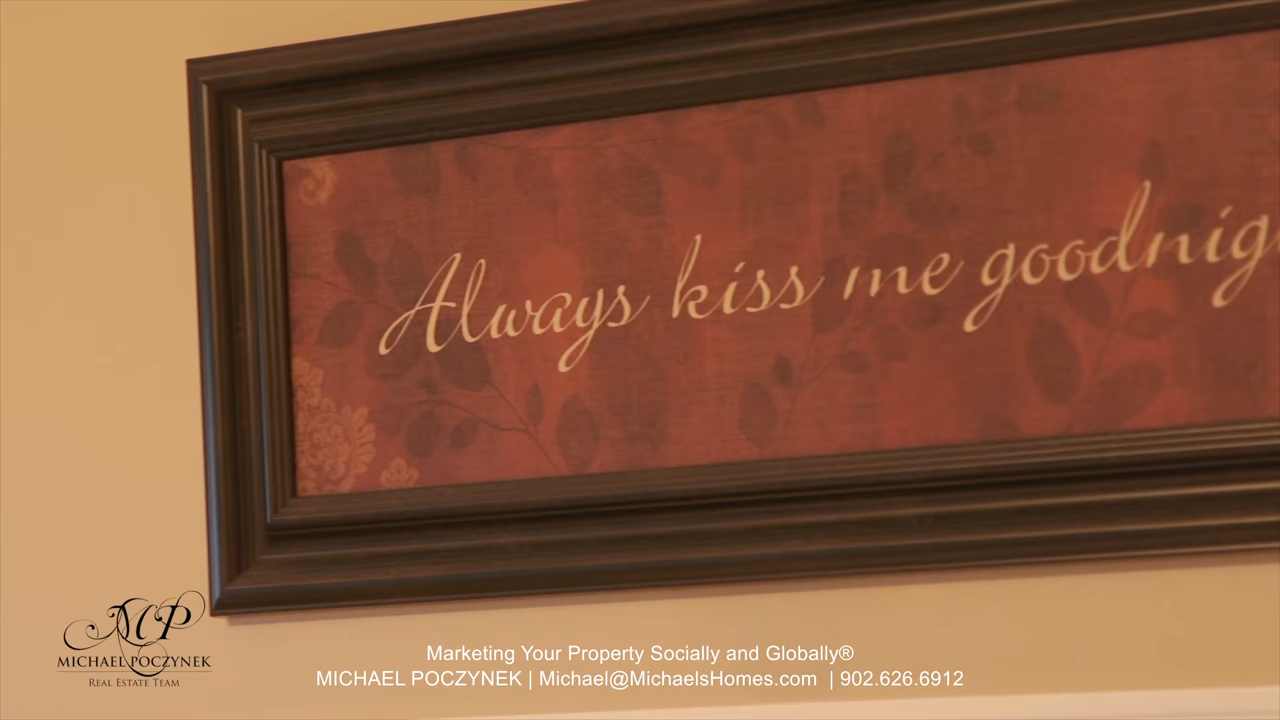 Always kiss me goodnig
MP
MICHAEL POCZYNEK
REAL ESTATE TEAM
Marketing Your Property Socially and Globally®
MICHAEL POCZYNEK | Michael@MichaelsHomes.com | 902.626.6912